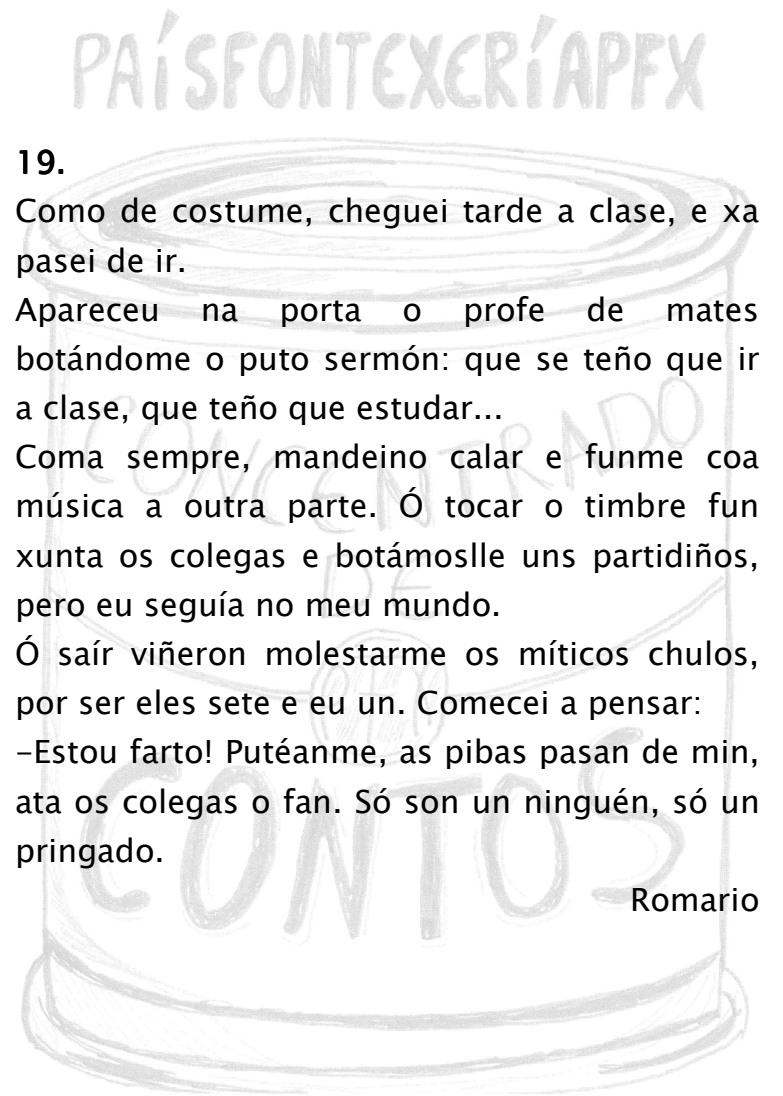 PAÍSFONTEXERÍAPFX
19.
Como de costume, cheguei tarde a clase, e xa
pasei de ir.
Apareceu na porta o profe de mates
botándome o puto sermón: que se teño que ir
a clase, que teño que estudar...
Coma sempre, mandeino calar e funme coa
música a outra parte. Ó tocar o timbre fun
xunta os colegas e botámoslle uns partidiños,
pero eu seguía no meu mundo.
Ó saír viñeron molestarme os míticos chulos,
por ser eles sete e eu un. Comecei a pensar:
–Estou farto! Putéanme, as pibas pasan de min,
ata os colegas o fan. Só son un ninguén, só un
pringado.
Romario
CONCENTRADO
DE
CONTOS